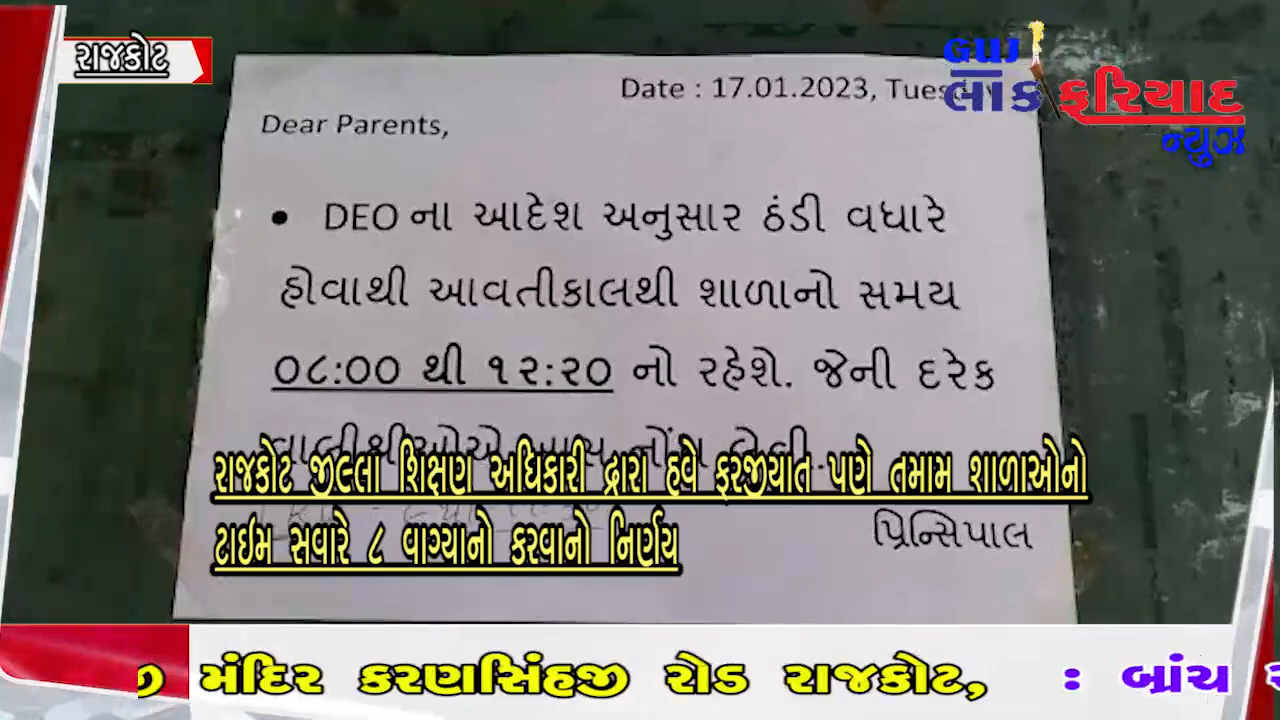 રાજકોટ
GUJ
લોક ફરિયાદ
ન્યુઝ
Date : 17.01.2023,
Dear Parents,
• DEO ના આદેશ અનુસાર ઠંડી વધારે
હોવાથી આવતીકાલથી શાળાનો સમય
૦૮:૦૦ થી ૧૨:૨૦ નો રહેશે. જેની દરેક
રાજકોટ જીલ્લા શિક્ષણ અધિકારી દ્વારા હવે ફરજીયાત પણે તમામ શાળાઓનો
ટાઇમ સવારે ૮ વાગ્યાનો કરવાનો નિર્ણય
પ્રિન્સિપાલ
મંદિર કરણસિંહજી રોડ રાજકોટ, : બ્રાંચ